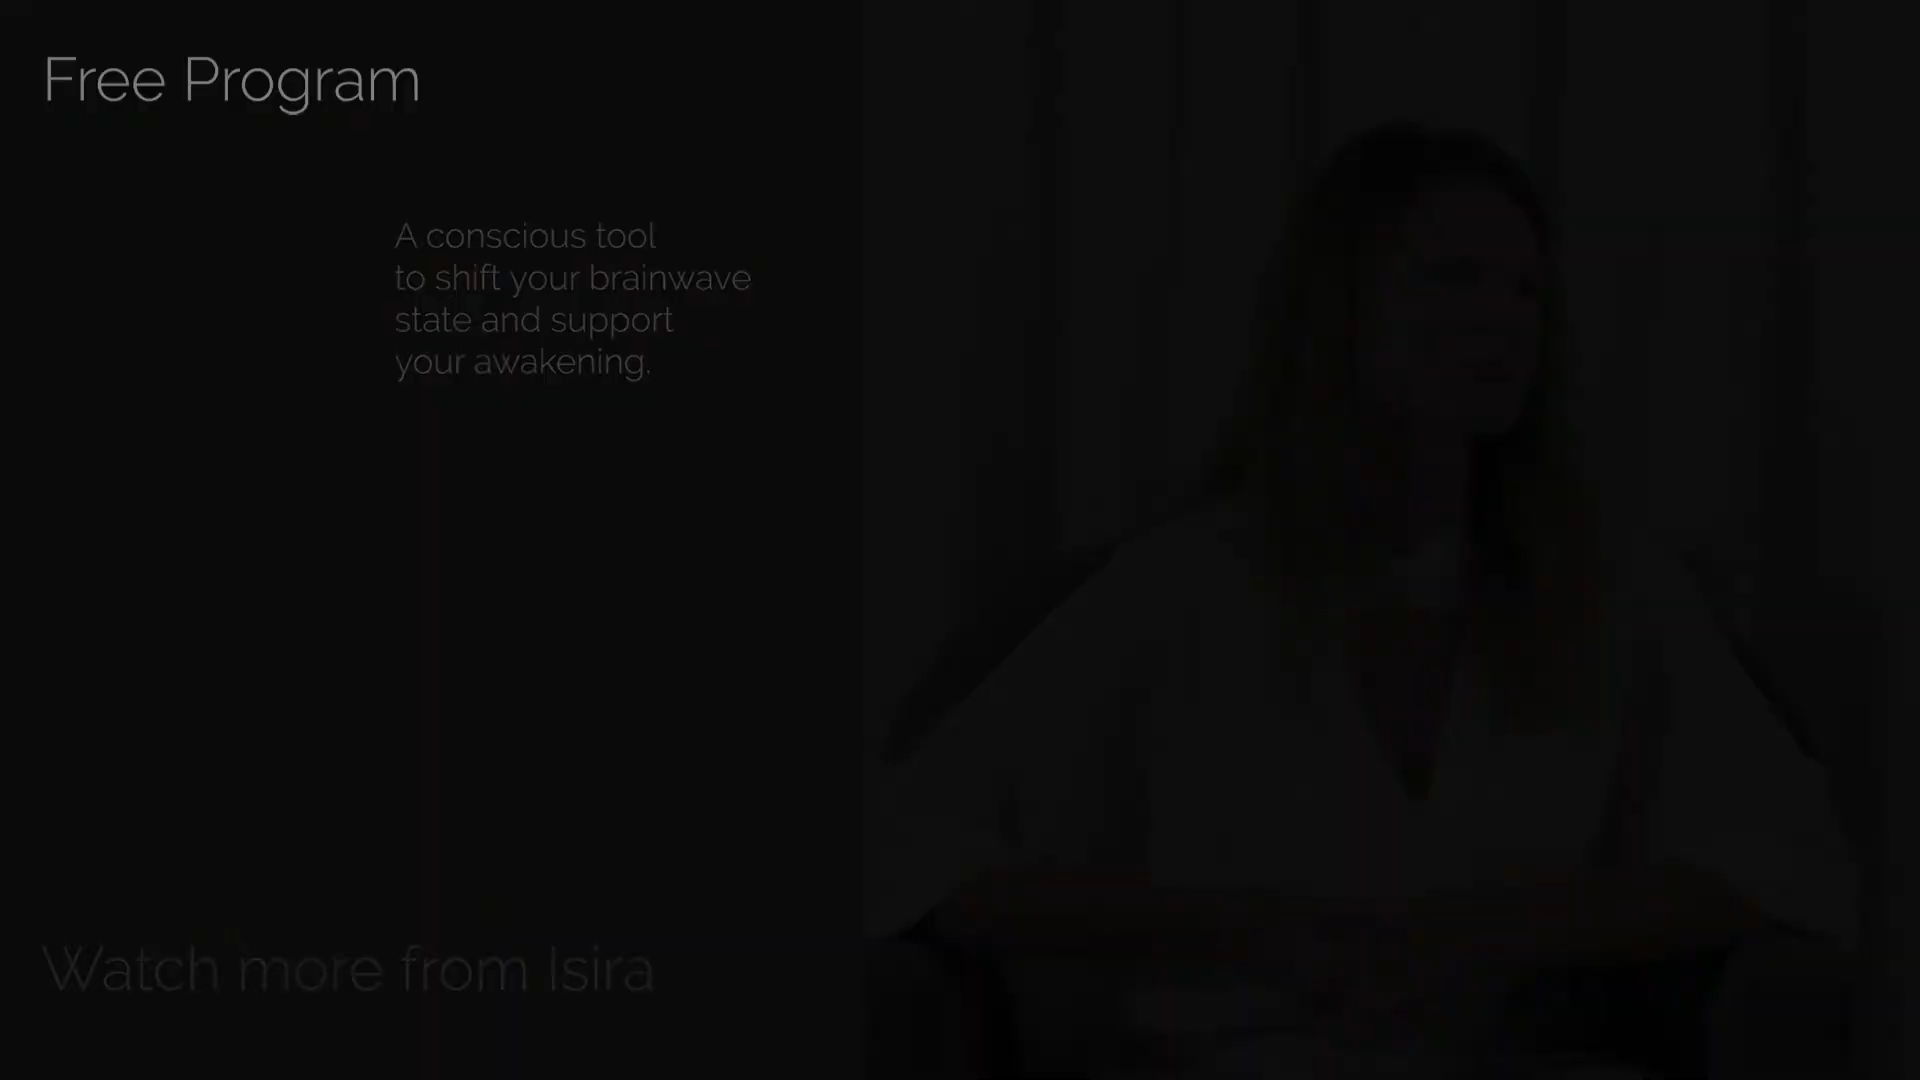 Free Program
A conscious tool
to shift your brainwave
state and support
your awakening.
Watch more from Isira